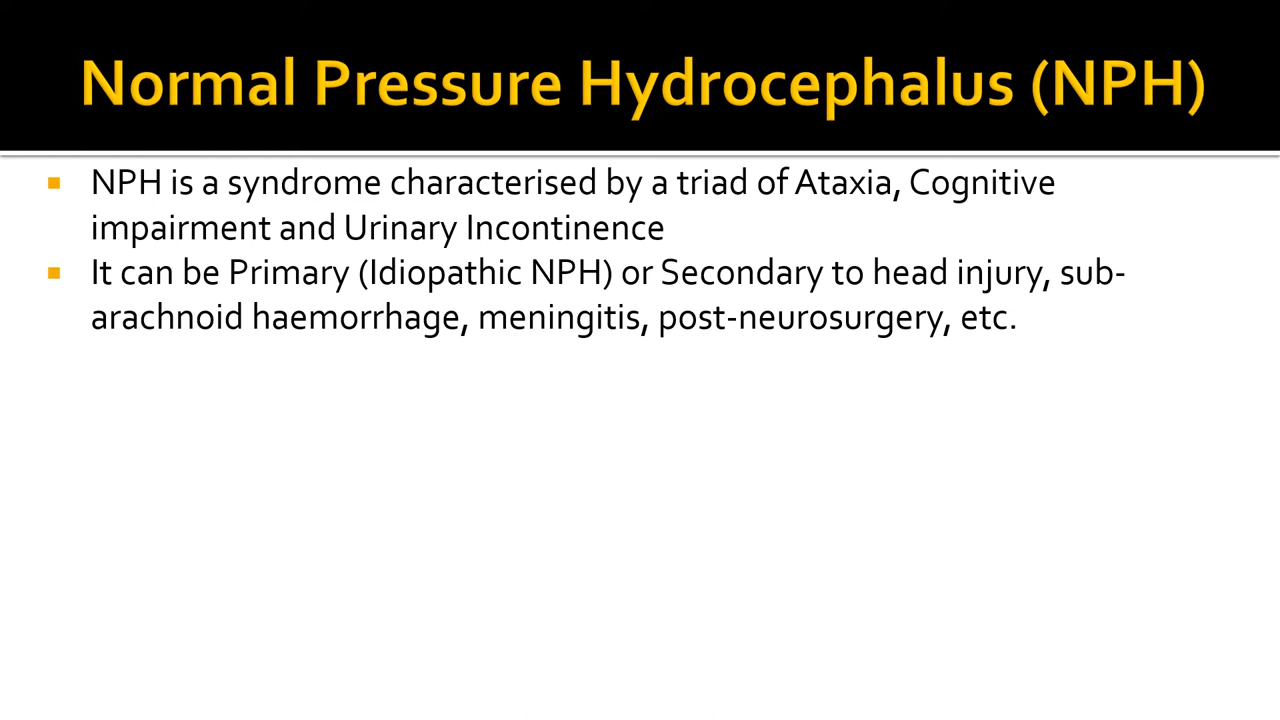 Normal Pressure Hydrocephalus (NPH)
▪ NPH is a syndrome characterised by a triad of Ataxia, Cognitive
impairment and Urinary Incontinence
▪ It can be Primary (Idiopathic NPH) or Secondary to head injury, sub-
arachnoid haemorrhage, meningitis, post-neurosurgery, etc.